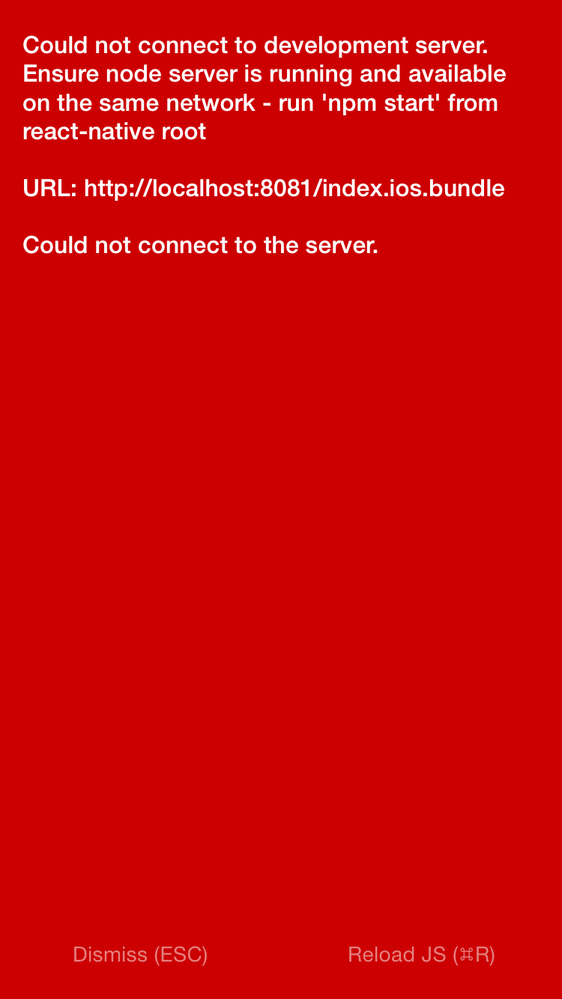 Could not connect to development server.
Ensure node server is running and available
on the same network - run 'npm start' from
react-native root
URL: http://localhost:8081/index.ios.bundle
Could not connect to the server.
Dismiss (ESC)
Reload JS (⌘R)